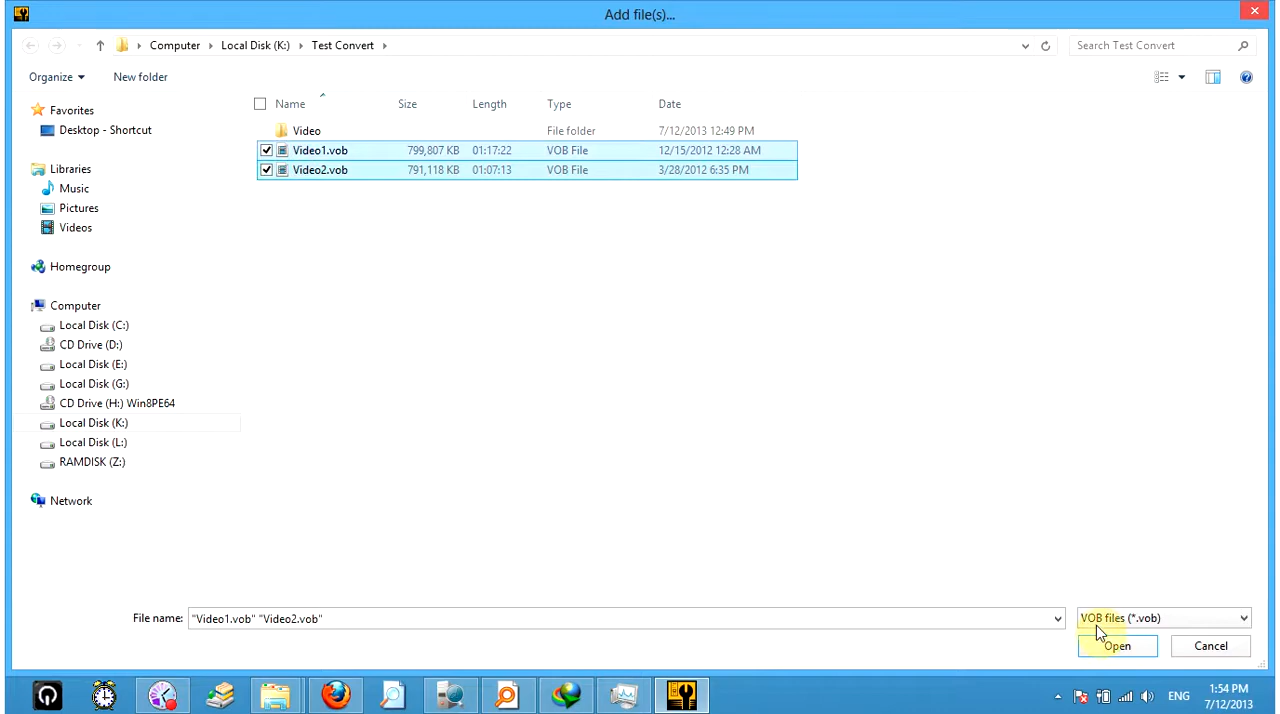 Add file(s)...
Computer Local Disk (K:) Test Convert
Search Test Convert
Organize New folder
Favorites
Desktop - Shortcut
Libraries
Music
Pictures
Videos
Homegroup
Computer
Local Disk (C:)
CD Drive (D:)
Local Disk (E:)
Local Disk (G:)
CD Drive (H:) Win8PE64
Local Disk (K:)
Local Disk (L:)
RAMDISK (Z:)
Network
Name Size Length Type Date
Video File folder 7/12/2013 12:49 PM
Video1.vob 799,807 KB 01:17:22 VOB File 12/15/2012 12:28 AM
Video2.vob 791,118 KB 01:07:13 VOB File 3/28/2012 6:35 PM
File name: "Video1.vob" "Video2.vob"
VOB files (*.vob)
Open Cancel
ENG
1:54 PM
7/12/2013